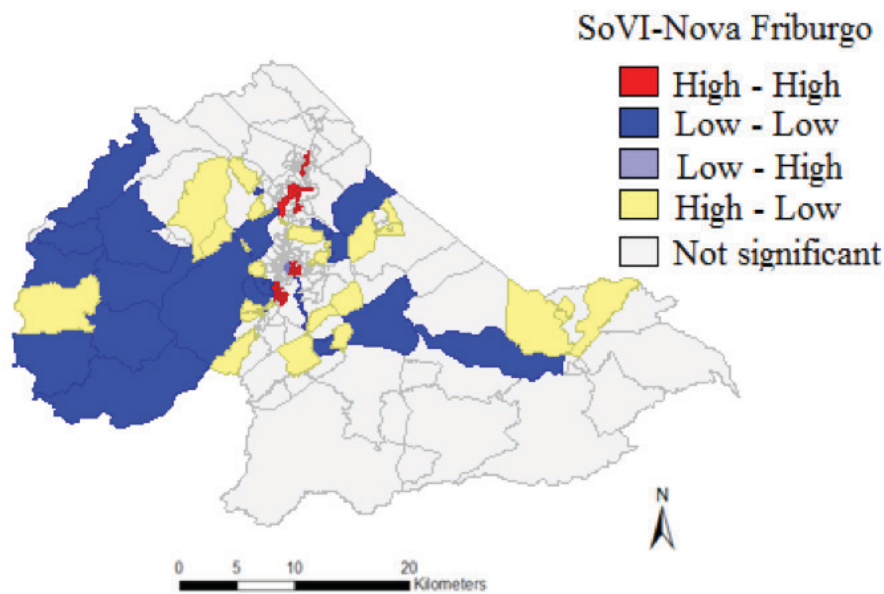 SoVI-Nova Friburgo
High - High
Low - Low
Low - High
High - Low
Not significant
N
0 5 10 20
Kilometers